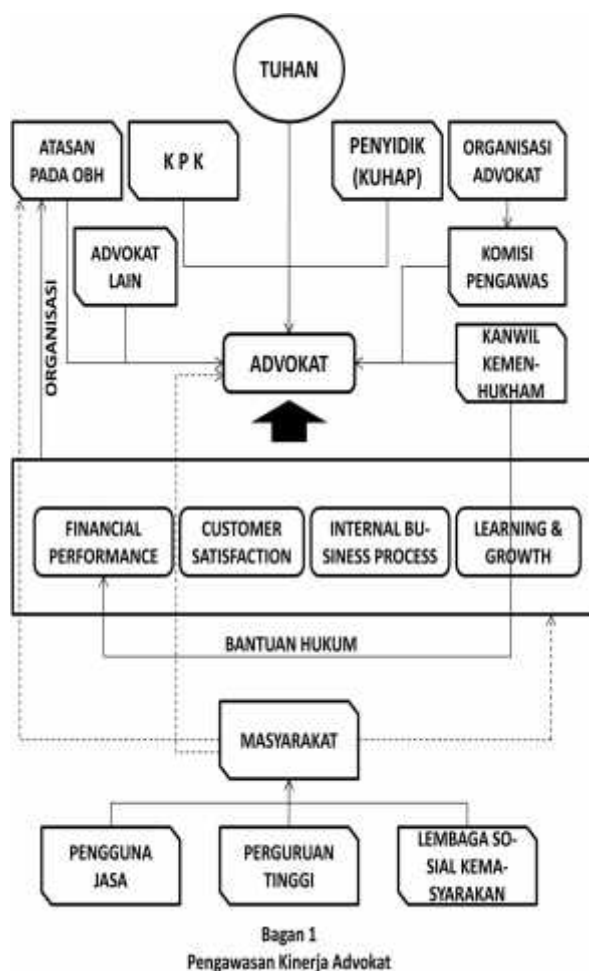 TUHAN
ATASAN
PADA OBH
K P K
PENYIDIK
(KUHAP)
ORGANISASI
ADVOKAT
ADVOKAT
LAIN
KOMISI
PENGAWAS
ORGANISASI
ADVOKAT
KANWIL
KEMEN-
HUKHAM
FINANCIAL
PERFORMANCE
CUSTOMER
SATISFACTION
INTERNAL BU-
SINESS PROCESS
LEARNING &
GROWTH
BANTUAN HUKUM
MASYARAKAT
PENGGUNA
JASA
PERGURUAN
TINGGI
LEMBAGA SO-
SIAL KEMA-
SYARAKAN
Bagan 1
Pengawasan Kinerja Advokat